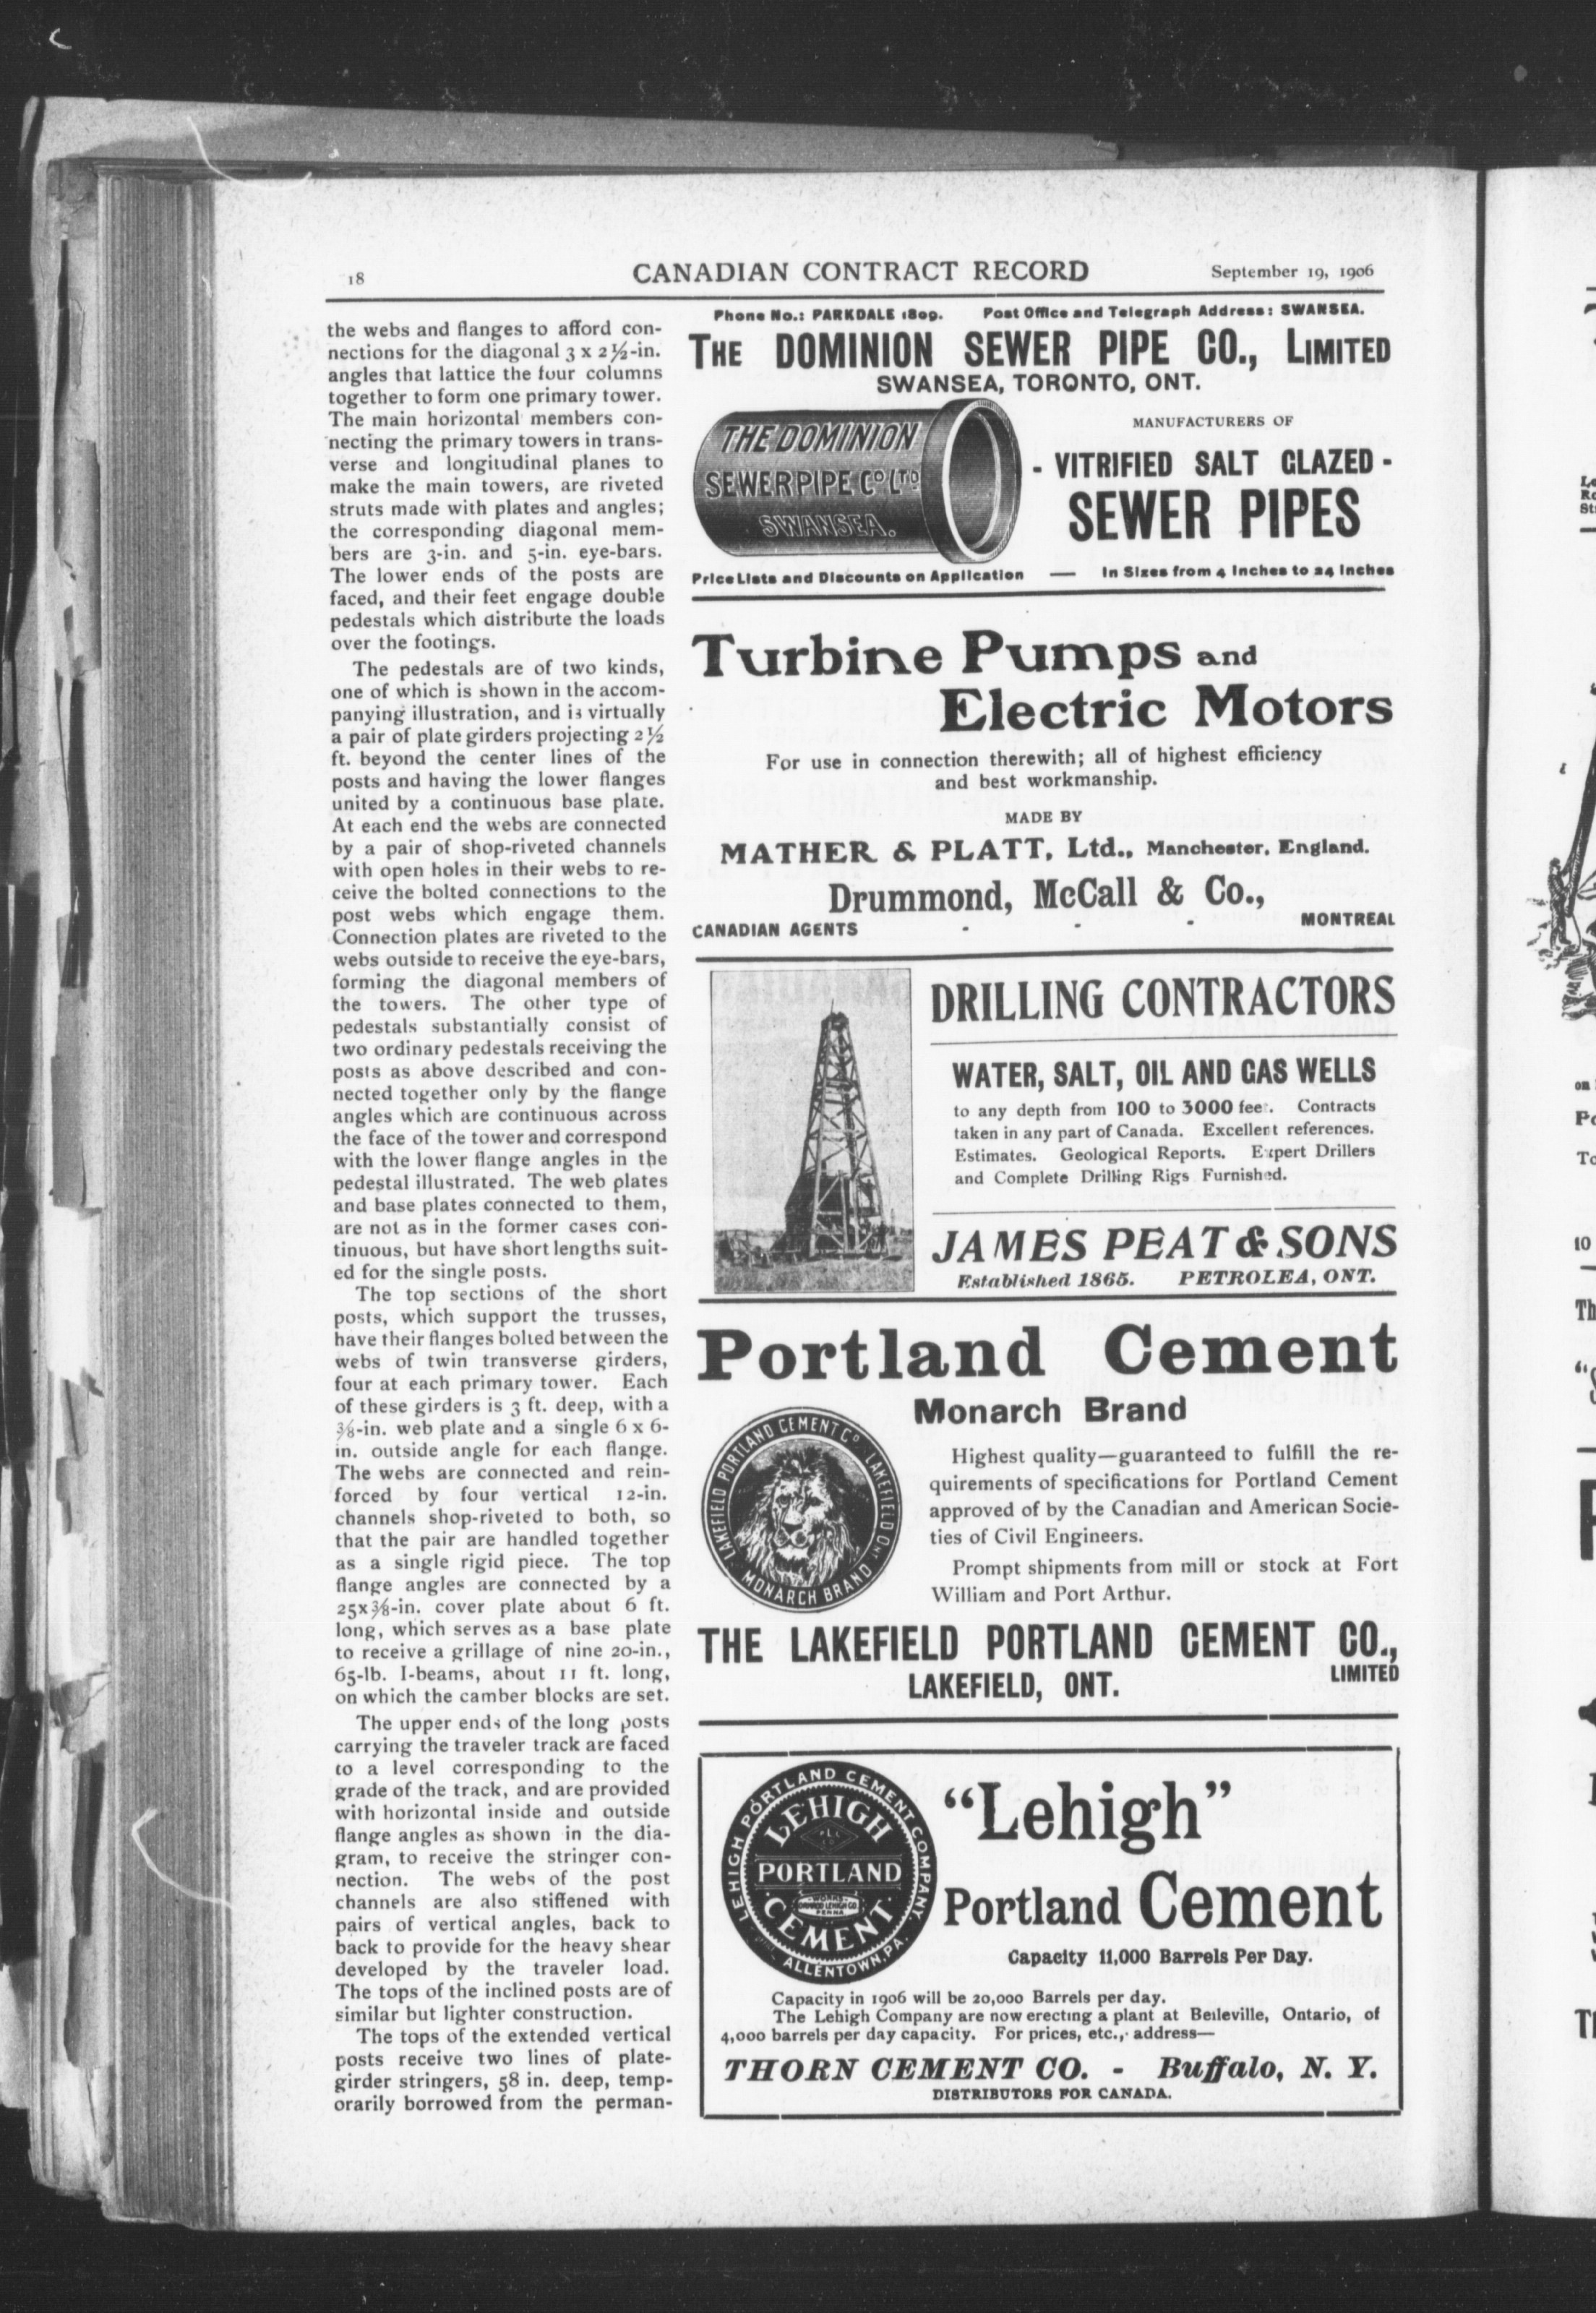 18
CANADIAN CONTRACT RECORD
September 19, 1906
the webs and flanges to afford con-
nections for the diagonal 3 x 2½-in.
angles that lattice the four columns
together to form one primary tower.
The main horizontal members con-
necting the primary towers in trans-
verse and longitudinal planes to
make the main towers, are riveted
struts made with plates and angles;
the corresponding diagonal mem-
bers are 3-in. and 5-in. eye-bars.
The lower ends of the posts are
faced, and their feet engage double
pedestals which distribute the loads
over the footings.
The pedestals are of two kinds,
one of which is shown in the accom-
panying illustration, and is virtually
a pair of plate girders projecting 2½
ft. beyond the center lines of the
posts and having the lower flanges
united by a continuous base plate.
At each end the webs are connected
by a pair of shop-riveted channels
with open holes in their webs to re-
ceive the bolted connections to the
post webs which engage them.
Connection plates are riveted to the
webs outside to receive the eye-bars,
forming the diagonal members of
the towers. The other type of
pedestals substantially consist of
two ordinary pedestals receiving the
posts as above described and con-
nected together only by the flange
angles which are continuous across
the face of the tower and correspond
with the lower flange angles in the
pedestal illustrated. The web plates
and base plates connected to them,
are not as in the former cases con-
tinuous, but have short lengths suit-
ed for the single posts.
The top sections of the short
posts, which support the trusses,
have their flanges bolted between the
webs of twin transverse girders,
four at each primary tower. Each
of these girders is 3 ft. deep, with a
⅜-in. web plate and a single 6 x 6-
in. outside angle for each flange.
The webs are connected and rein-
forced by four vertical 12-in.
channels shop-riveted to both, so
that the pair are handled together
as a single rigid piece. The top
flange angles are connected by a
25x⅜-in. cover plate about 6 ft.
long, which serves as a base plate
to receive a grillage of nine 20-in.,
65-lb. I-beams, about 11 ft. long,
on which the camber blocks are set.
The upper ends of the long posts
carrying the traveler track are faced
to a level corresponding to the
grade of the track, and are provided
with horizontal inside and outside
flange angles as shown in the dia-
gram, to receive the stringer con-
nection. The webs of the post
channels are also stiffened with
pairs of vertical angles, back to
back to provide for the heavy shear
developed by the traveler load.
The tops of the inclined posts are of
similar but lighter construction.
The tops of the extended vertical
posts receive two lines of plate-
girder stringers, 58 in. deep, temp-
orarily borrowed from the perman-
Phone No.: PARKDALE 1809. Post Office and Telegraph Address: SWANSEA.
THE DOMINION SEWER PIPE CO., LIMITED
SWANSEA, TORONTO, ONT.
THE DOMINION
SEWER PIPE CO LTD
SWANSEA.
MANUFACTURERS OF
- VITRIFIED SALT GLAZED -
SEWER PIPES
Price Lists and Discounts on Application — In Sizes from 4 Inches to 24 Inches
Turbine Pumps and
Electric Motors
For use in connection therewith; all of highest efficiency
and best workmanship.
MADE BY
MATHER & PLATT, Ltd., Manchester, England.
Drummond, McCall & Co.,
CANADIAN AGENTS - - - MONTREAL
DRILLING CONTRACTORS
WATER, SALT, OIL AND GAS WELLS
to any depth from 100 to 3000 feet. Contracts
taken in any part of Canada. Excellent references.
Estimates. Geological Reports. Expert Drillers
and Complete Drilling Rigs Furnished.
JAMES PEAT & SONS
Established 1865. PETROLEA, ONT.
Portland Cement
Monarch Brand
LAKEFIELD PORTLAND CEMENT CO. LAKEFIELD ONT
MONARCH BRAND
Highest quality—guaranteed to fulfill the re-
quirements of specifications for Portland Cement
approved of by the Canadian and American Socie-
ties of Civil Engineers.
Prompt shipments from mill or stock at Fort
William and Port Arthur.
THE LAKEFIELD PORTLAND CEMENT CO.,
LIMITED
LAKEFIELD, ONT.
LEHIGH PORTLAND CEMENT COMPANY.
ALLENTOWN, PA.
LEHIGH
PORTLAND
CEMENT
"Lehigh"
Portland Cement
Capacity 11,000 Barrels Per Day.
Capacity in 1906 will be 20,000 Barrels per day.
The Lehigh Company are now erecting a plant at Belleville, Ontario, of
4,000 barrels per day capacity. For prices, etc., address—
THORN CEMENT CO. - Buffalo, N. Y.
DISTRIBUTORS FOR CANADA.